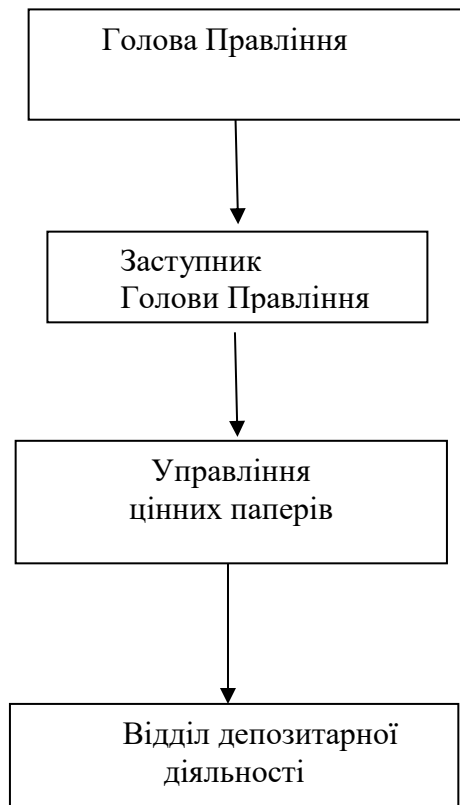 Голова Правління
Заступник
Голови Правління
Управління
цінних паперів
Відділ депозитарної
діяльності